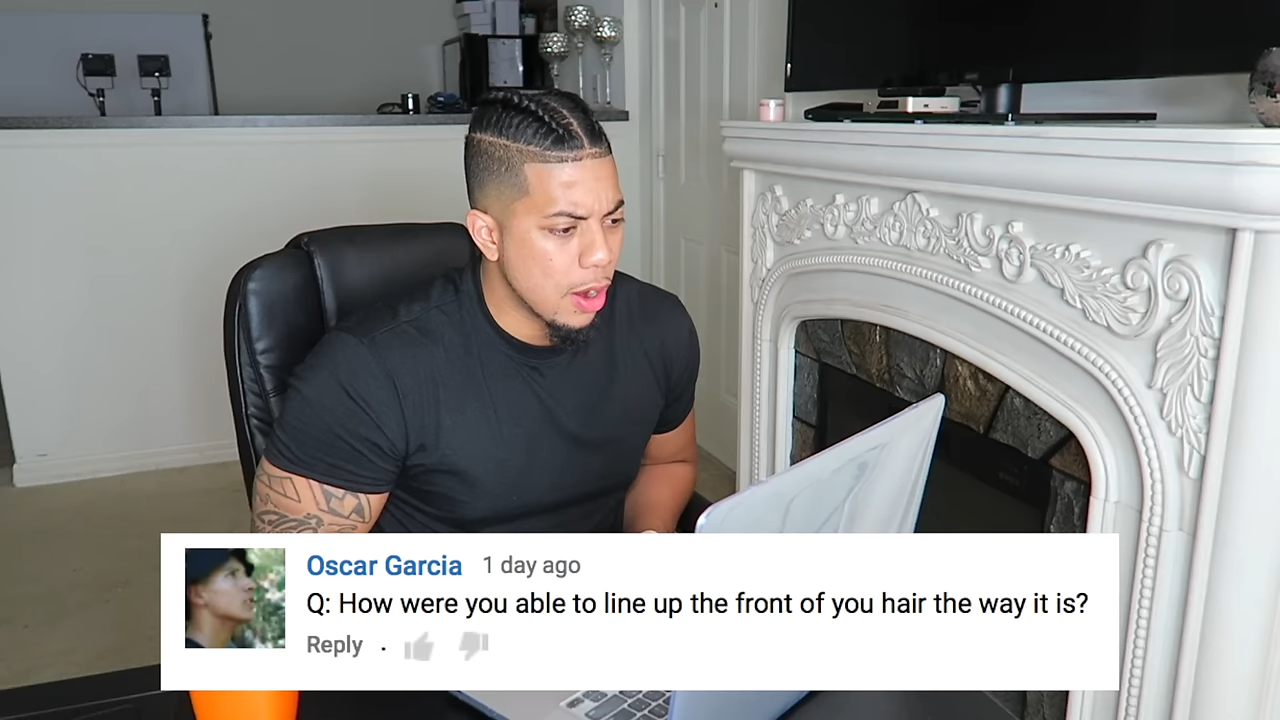 Oscar Garcia 1 day ago
Q: How were you able to line up the front of you hair the way it is?
Reply .